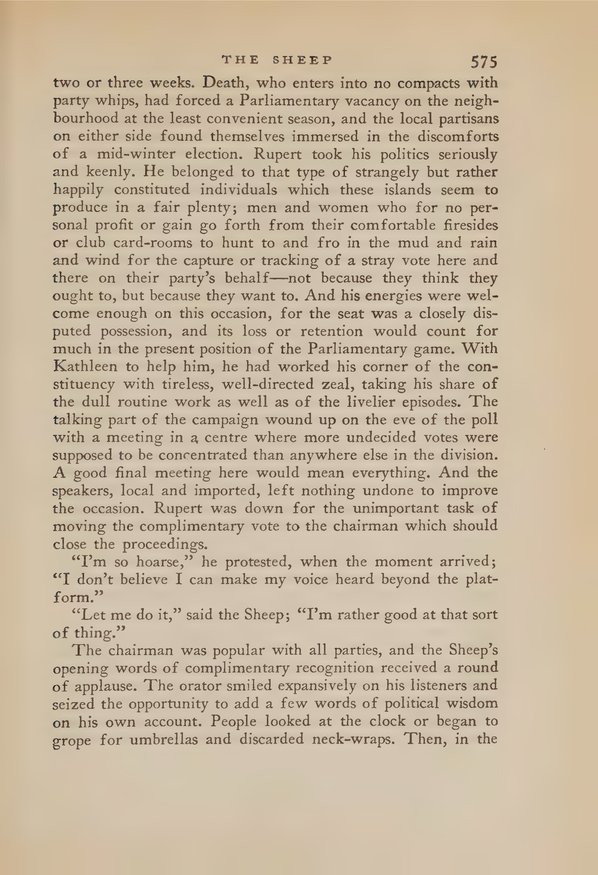 THE SHEEP 575
two or three weeks. Death, who enters into no compacts with
party whips, had forced a Parliamentary vacancy on the neigh-
bourhood at the least convenient season, and the local partisans
on either side found themselves immersed in the discomforts
of a mid-winter election. Rupert took his politics seriously
and keenly. He belonged to that type of strangely but rather
happily constituted individuals which these islands seem to
produce in a fair plenty; men and women who for no per-
sonal profit or gain go forth from their comfortable firesides
or club card-rooms to hunt to and fro in the mud and rain
and wind for the capture or tracking of a stray vote here and
there on their party's behalf—not because they think they
ought to, but because they want to. And his energies were wel-
come enough on this occasion, for the seat was a closely dis-
puted possession, and its loss or retention would count for
much in the present position of the Parliamentary game. With
Kathleen to help him, he had worked his corner of the con-
stituency with tireless, well-directed zeal, taking his share of
the dull routine work as well as of the livelier episodes. The
talking part of the campaign wound up on the eve of the poll
with a meeting in a centre where more undecided votes were
supposed to be concentrated than anywhere else in the division.
A good final meeting here would mean everything. And the
speakers, local and imported, left nothing undone to improve
the occasion. Rupert was down for the unimportant task of
moving the complimentary vote to the chairman which should
close the proceedings.
"I'm so hoarse," he protested, when the moment arrived;
"I don't believe I can make my voice heard beyond the plat-
form."
"Let me do it," said the Sheep; "I'm rather good at that sort
of thing."
The chairman was popular with all parties, and the Sheep's
opening words of complimentary recognition received a round
of applause. The orator smiled expansively on his listeners and
seized the opportunity to add a few words of political wisdom
on his own account. People looked at the clock or began to
grope for umbrellas and discarded neck-wraps. Then, in the